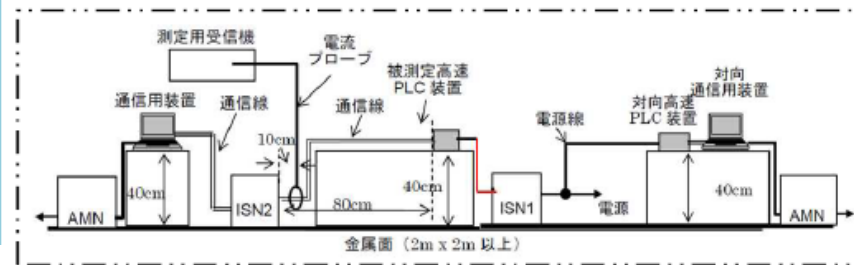 測定用受信機
電流
プローブ
被測定高速
PLC 装置
対向
通信用装置
対向高速
PLC 装置
通信用装置
通信線
通信線
電源線
10cm
40cm
80cm
40cm
40cm
AMN
ISN2
ISN1
電源
AMN
金属面（2m x 2m 以上）